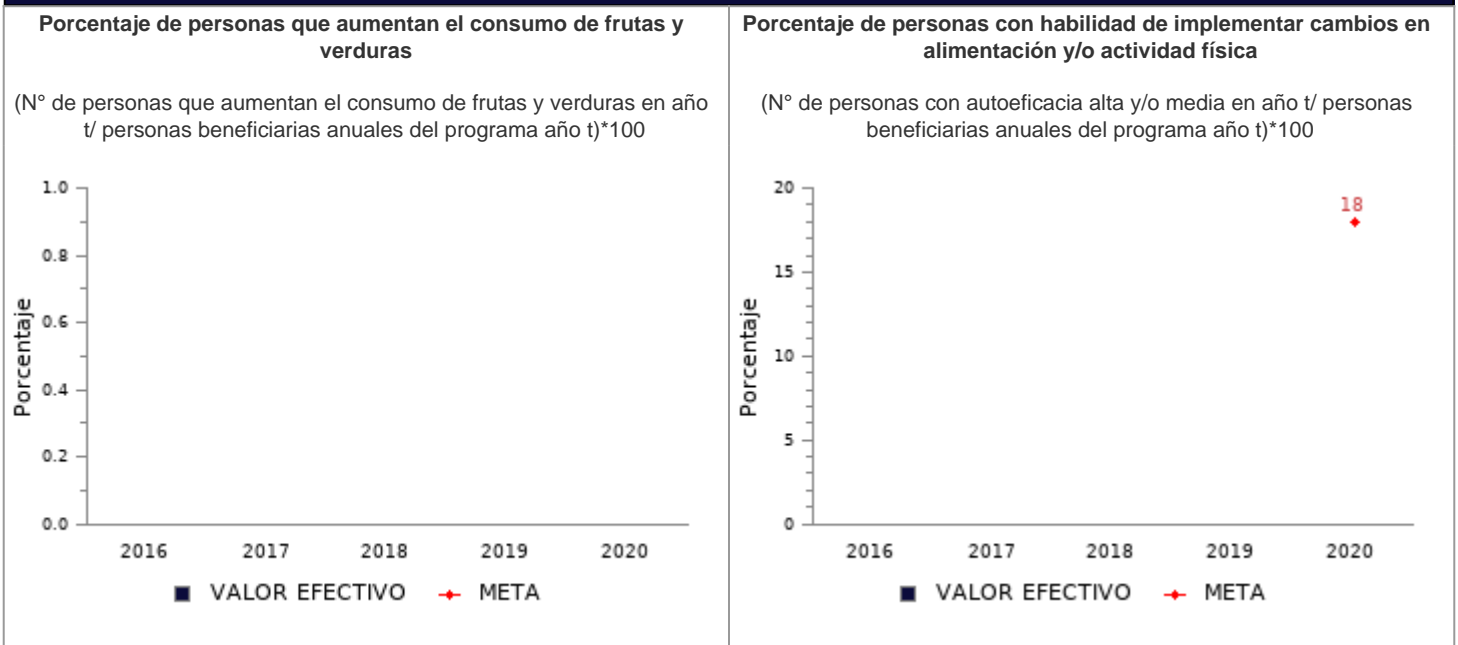 Porcentaje de personas que aumentan el consumo de frutas y
verduras
(N° de personas que aumentan el consumo de frutas y verduras en año
t/ personas beneficiarias anuales del programa año t)*100
1.0
0.8
0.6
0.4
0.2
0.0
Porcentaje
2016 2017 2018 2019 2020
VALOR EFECTIVO META
Porcentaje de personas con habilidad de implementar cambios en
alimentación y/o actividad física
(N° de personas con autoeficacia alta y/o media en año t/ personas
beneficiarias anuales del programa año t)*100
20
15
10
5
0
Porcentaje
18
2016 2017 2018 2019 2020
VALOR EFECTIVO META